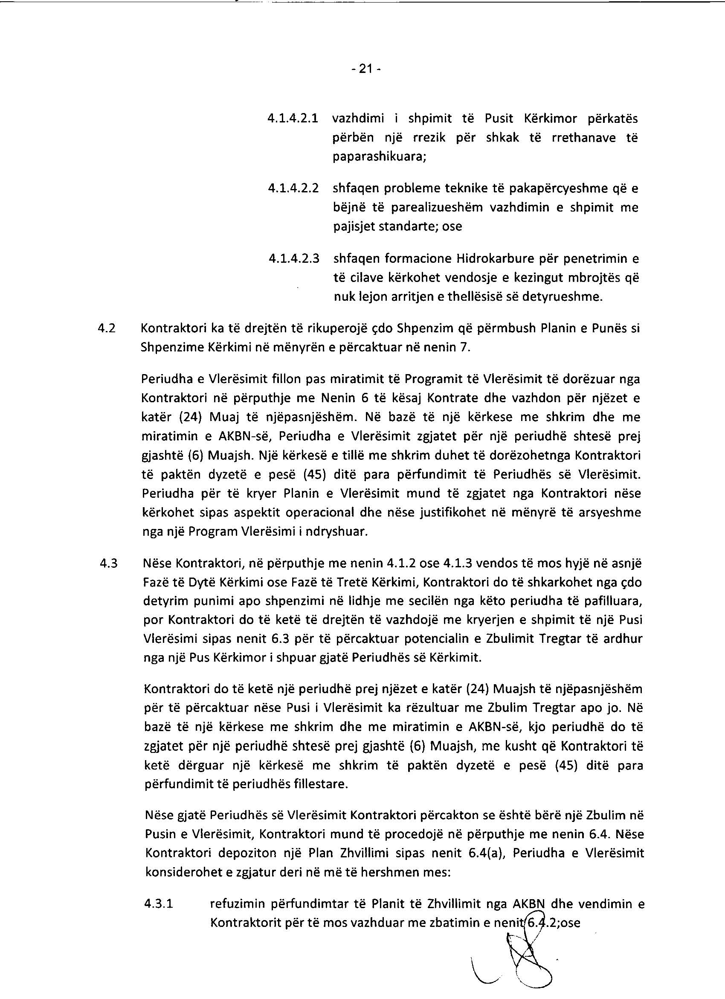 - 21 -
4.1.4.2.1 vazhdimi i shpimit të Pusit Kërkimor përkatës
përbën një rrezik për shkak të rrethanave të
paparashikuara;
4.1.4.2.2 shfaqen probleme teknike të pakapërcyeshme që e
bëjnë të parealizueshëm vazhdimin e shpimit me
pajisjet standarte; ose
4.1.4.2.3 shfaqen formacione Hidrokarbure për penetrimin e
të cilave kërkohet vendosje e kezingut mbrojtës që
nuk lejon arritjen e thellësisë së detyrueshme.
4.2 Kontraktori ka të drejtën të rikuperojë çdo Shpenzim që përmbush Planin e Punës si
Shpenzime Kërkimi në mënyrën e përcaktuar në nenin 7.
Periudha e Vlerësimit fillon pas miratimit të Programit të Vlerësimit të dorëzuar nga
Kontraktori në përputhje me Nenin 6 të kësaj Kontrate dhe vazhdon për njëzet e
katër (24) Muaj të njëpasnjëshëm. Në bazë të një kërkese me shkrim dhe me
miratimin e AKBN-së, Periudha e Vlerësimit zgjatet për një periudhë shtesë prej
gjashtë (6) Muajsh. Një kërkesë e tillë me shkrim duhet të dorëzohetnga Kontraktori
të paktën dyzetë e pesë (45) ditë para përfundimit të Periudhës së Vlerësimit.
Periudha për të kryer Planin e Vlerësimit mund të zgjatet nga Kontraktori nëse
kërkohet sipas aspektit operacional dhe nëse justifikohet në mënyrë të arsyeshme
nga një Program Vlerësimi i ndryshuar.
4.3 Nëse Kontraktori, në përputhje me nenin 4.1.2 ose 4.1.3 vendos të mos hyjë në asnjë
Fazë të Dytë Kërkimi ose Fazë të Tretë Kërkimi, Kontraktori do të shkarkohet nga çdo
detyrim punimi apo shpenzimi në lidhje me secilën nga këto periudha të pafilluara,
por Kontraktori do të ketë të drejtën të vazhdojë me kryerjen e shpimit të një Pusi
Vlerësimi sipas nenit 6.3 për të përcaktuar potencialin e Zbulimit Tregtar të ardhur
nga një Pus Kërkimor i shpuar gjatë Periudhës së Kërkimit.
Kontraktori do të ketë një periudhë prej njëzet e katër (24) Muajsh të njëpasnjëshëm
për të përcaktuar nëse Pusi i Vlerësimit ka rëzultuar me Zbulim Tregtar apo jo. Në
bazë të një kërkese me shkrim dhe me miratimin e AKBN-së, kjo periudhë do të
zgjatet për një periudhë shtesë prej gjashtë (6) Muajsh, me kusht që Kontraktori të
ketë dërguar një kërkesë me shkrim të paktën dyzetë e pesë (45) ditë para
përfundimit të periudhës fillestare.
Nëse gjatë Periudhës së Vlerësimit Kontraktori përcakton se është bërë një Zbulim në
Pusin e Vlerësimit, Kontraktori mund të procedojë në përputhje me nenin 6.4. Nëse
Kontraktori depoziton një Plan Zhvillimi sipas nenit 6.4(a), Periudha e Vlerësimit
konsiderohet e zgjatur deri në më të hershmen mes:
4.3.1 refuzimin përfundimtar të Planit të Zhvillimit nga AKBN dhe vendimin e
Kontraktorit për të mos vazhduar me zbatimin e nenit 6.4.2;ose